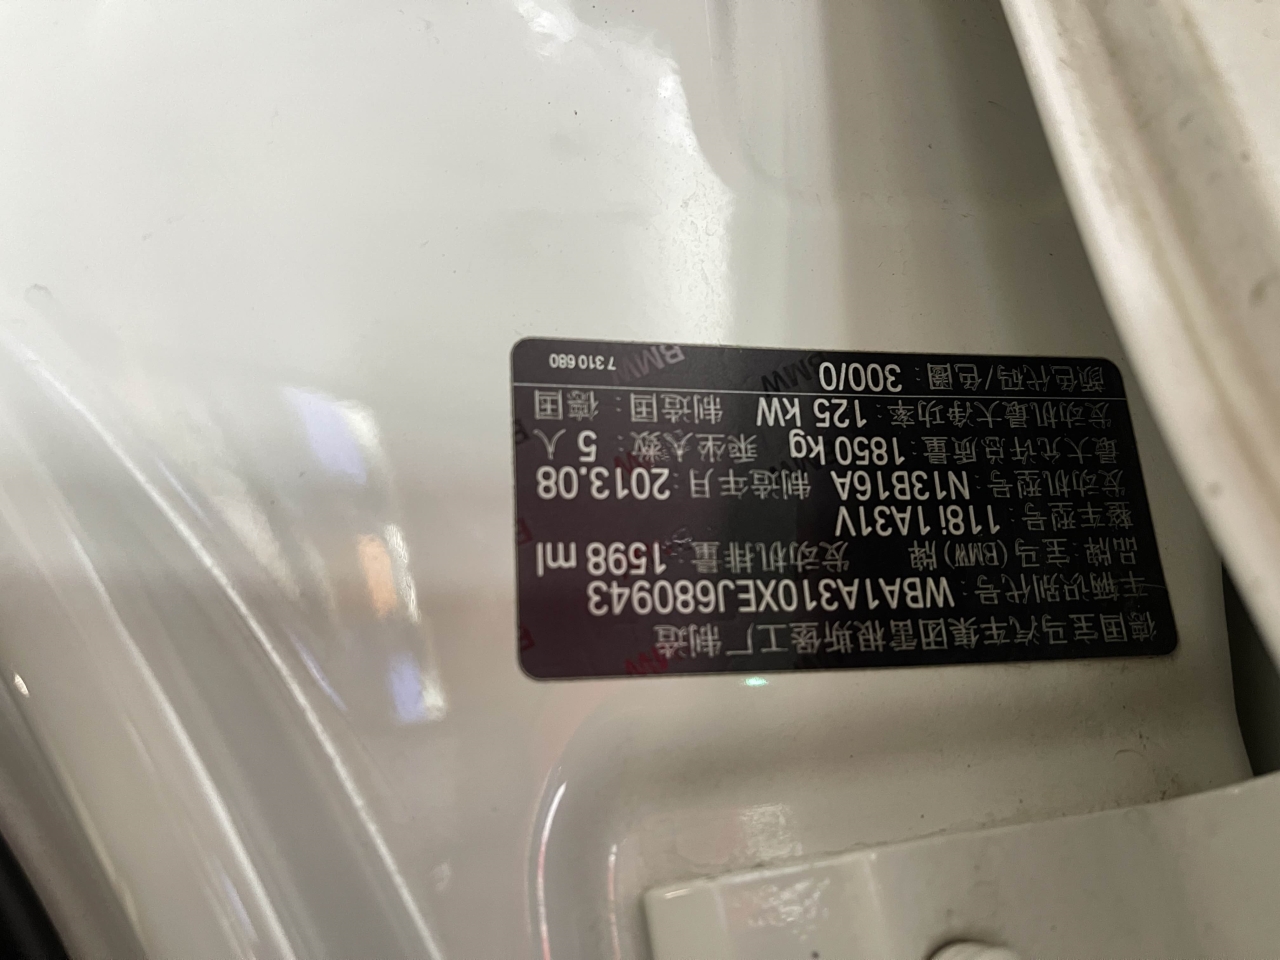 德国宝马汽车集团雷根斯堡工厂 制造
车辆识别代号：WBA1A310XEJ680943
品牌：宝马(BMW)牌 发动机排量：1598 ml
整车型号：118i 1A31V
发动机型号：N13B16A 制造年月：2013.08
最大允许总质量：1850 kg 乘坐人数：5 人
发动机最大净功率：125 kW 制造国：德国
颜色代码/色圈：300/0 7 310 680